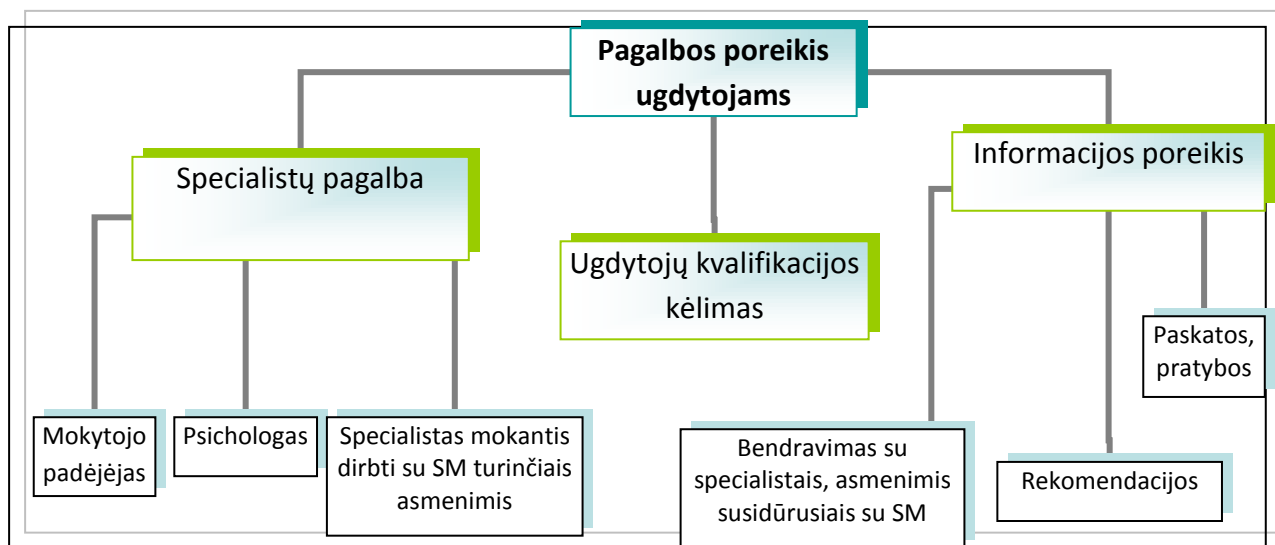 Pagalbos poreikis
ugdytojams
Specialistų pagalba
Informacijos poreikis
Ugdytojų kvalifikacijos
kėlimas
Paskatos,
pratybos
Mokytojo
padėjėjas
Psichologas
Specialistas mokantis
dirbti su SM turinčiais
asmenimis
Bendravimas su
specialistais, asmenimis
susidūrusiais su SM
Rekomendacijos